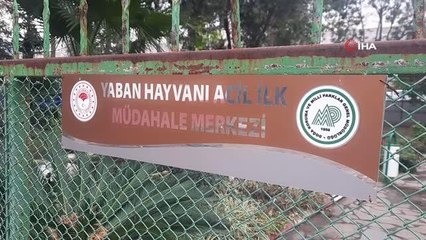 İHA
YABAN HAYVANI ACİL İLK
MÜDAHALE MERKEZİ